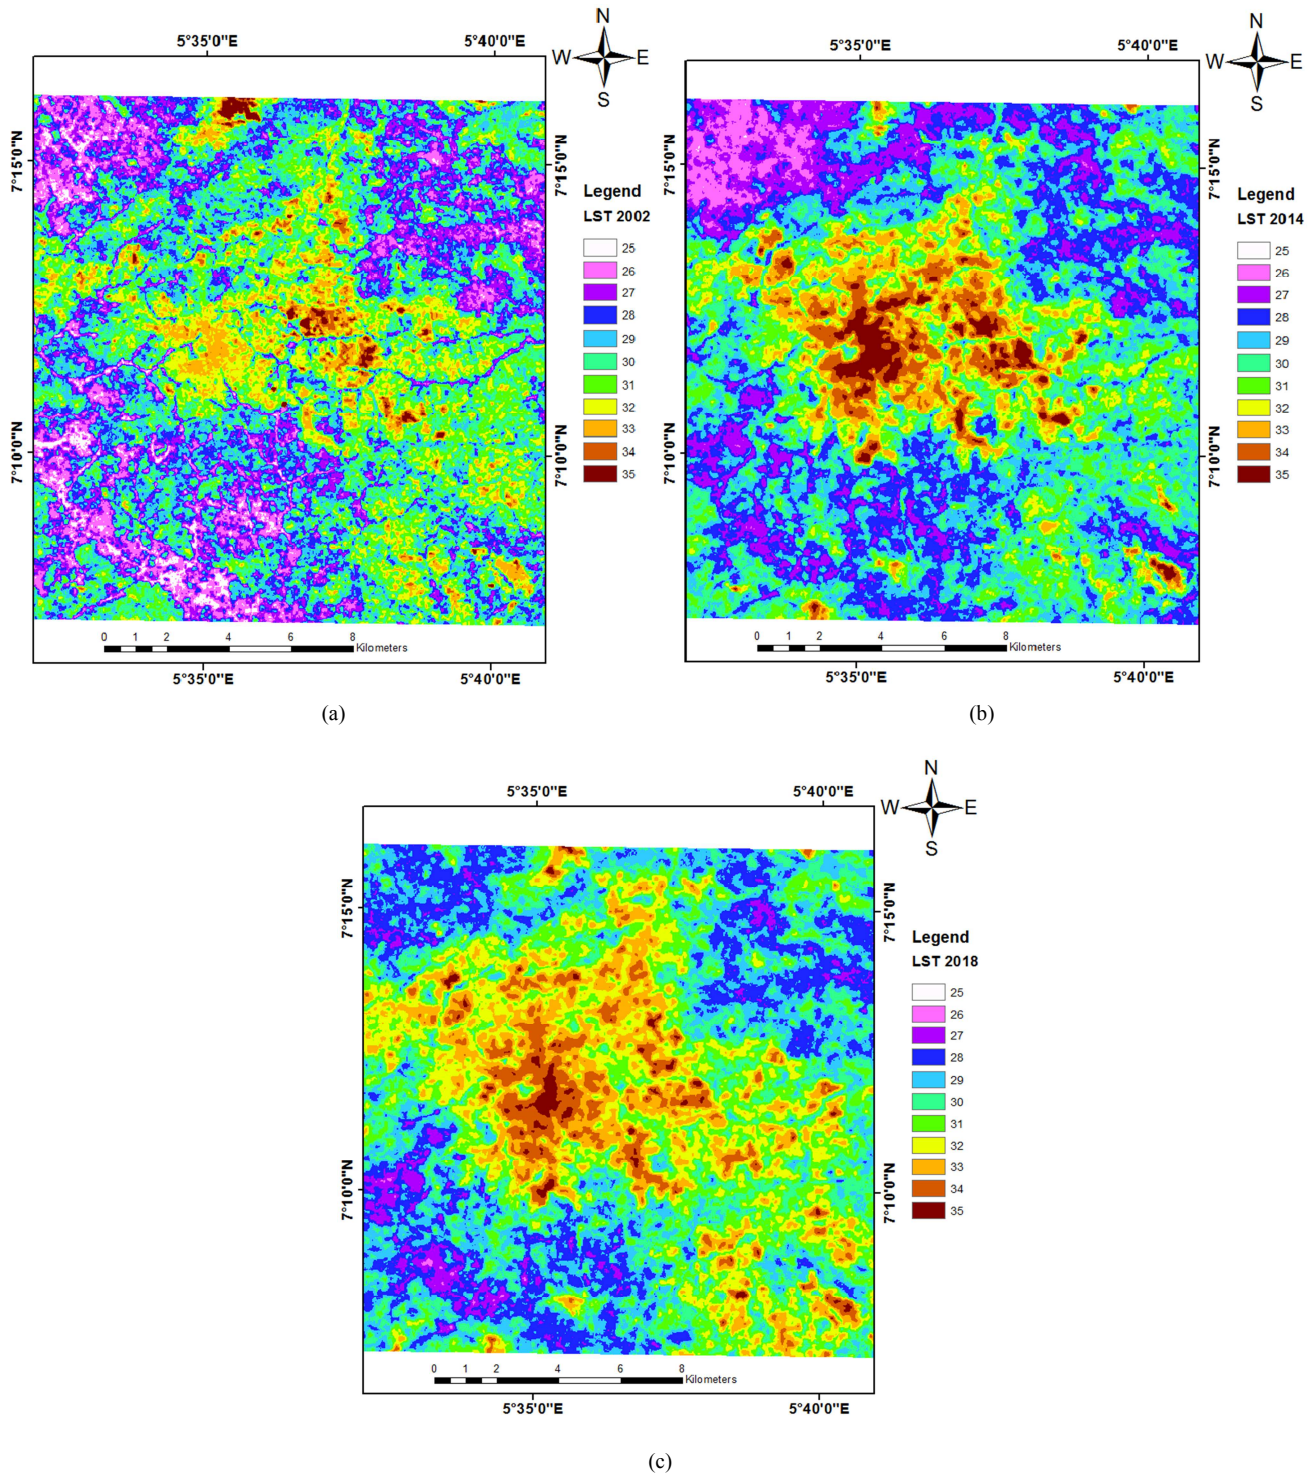 N
W E
S
5°35'0"E 5°40'0"E
7°15'0"N
7°10'0"N
7°15'0"N
7°10'0"N
Legend
LST 2002
25
26
27
28
29
30
31
32
33
34
35
0 1 2 4 6 8
Kilometers
5°35'0"E 5°40'0"E
(a)
N
W E
S
5°35'0"E 5°40'0"E
7°15'0"N
7°10'0"N
7°15'0"N
7°10'0"N
Legend
LST 2014
25
26
27
28
29
30
31
32
33
34
35
0 1 2 4 6 8
Kilometers
5°35'0"E 5°40'0"E
(b)
N
W E
S
5°35'0"E 5°40'0"E
7°15'0"N
7°10'0"N
7°15'0"N
7°10'0"N
Legend
LST 2018
25
26
27
28
29
30
31
32
33
34
35
0 1 2 4 6 8
Kilometers
5°35'0"E 5°40'0"E
(c)